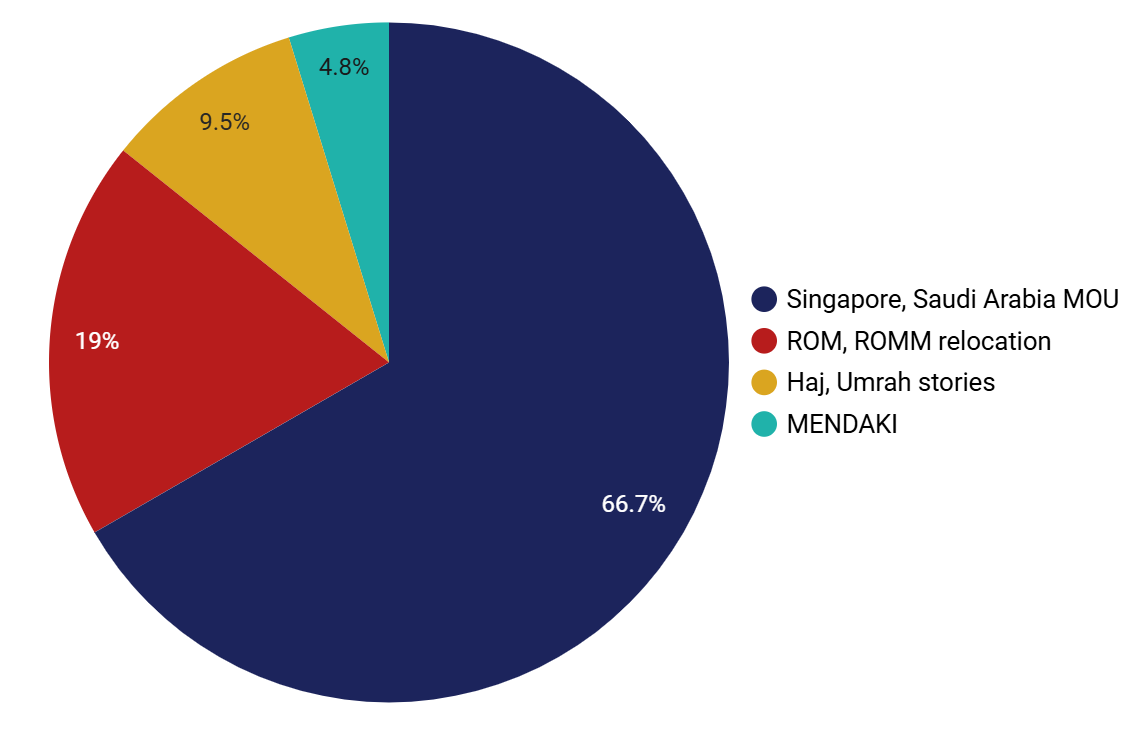 4.8%
9.5%
19%
66.7%
Singapore, Saudi Arabia MOU
ROM, ROMM relocation
Haj, Umrah stories
MENDAKI